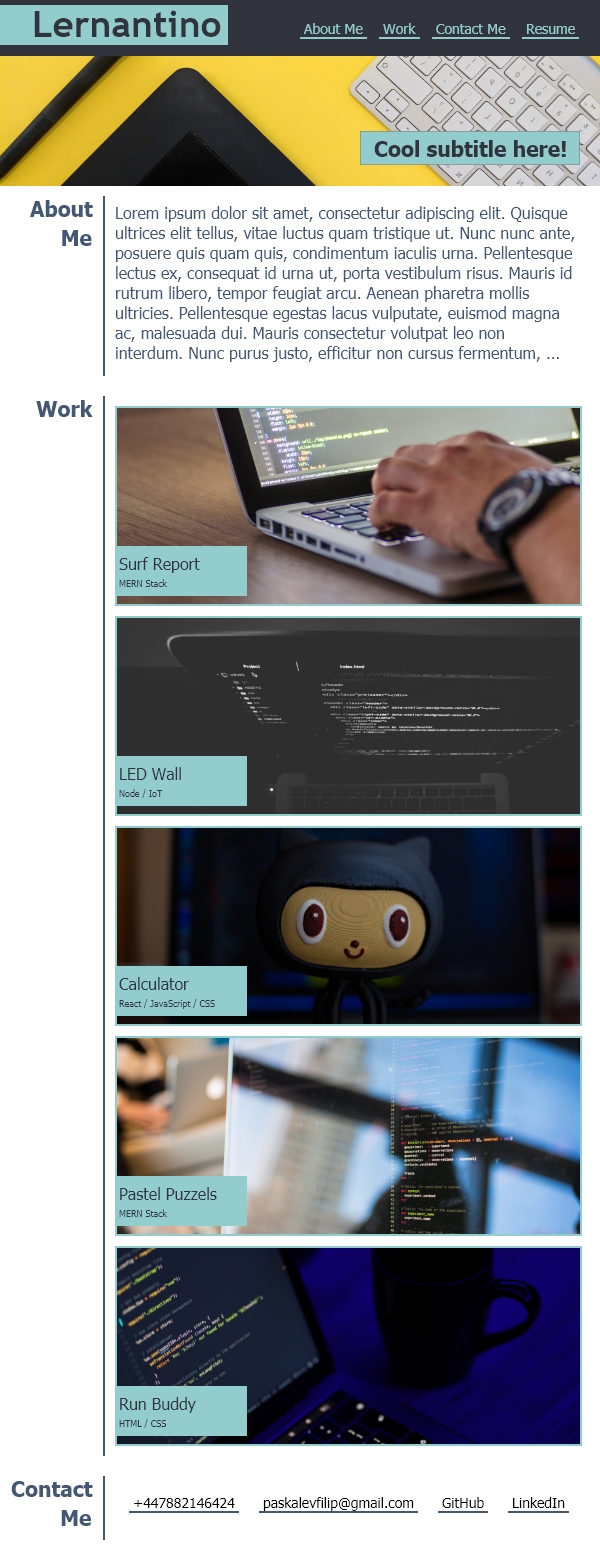 Lernantino
About Me Work Contact Me Resume
Cool subtitle here!
About
Me
Lorem ipsum dolor sit amet, consectetur adipiscing elit. Quisque
ultrices elit tellus, vitae luctus quam tristique ut. Nunc nunc ante,
posuere quis quam quis, condimentum iaculis urna. Pellentesque
lectus ex, consequat id urna ut, porta vestibulum risus. Mauris id
rutrum libero, tempor feugiat arcu. Aenean pharetra mollis
ultricies. Pellentesque egestas lacus vulputate, euismod magna
ac, malesuada dui. Mauris consectetur volutpat leo non
interdum. Nunc purus justo, efficitur non cursus fermentum, ...
Work
Surf Report
MERN Stack
Project
index.html
LED Wall
Node / IoT
Calculator
React / JavaScript / CSS
Pastel Puzzels
MERN Stack
Run Buddy
HTML / CSS
Contact
Me
+447882146424 paskalevfilip@gmail.com GitHub LinkedIn